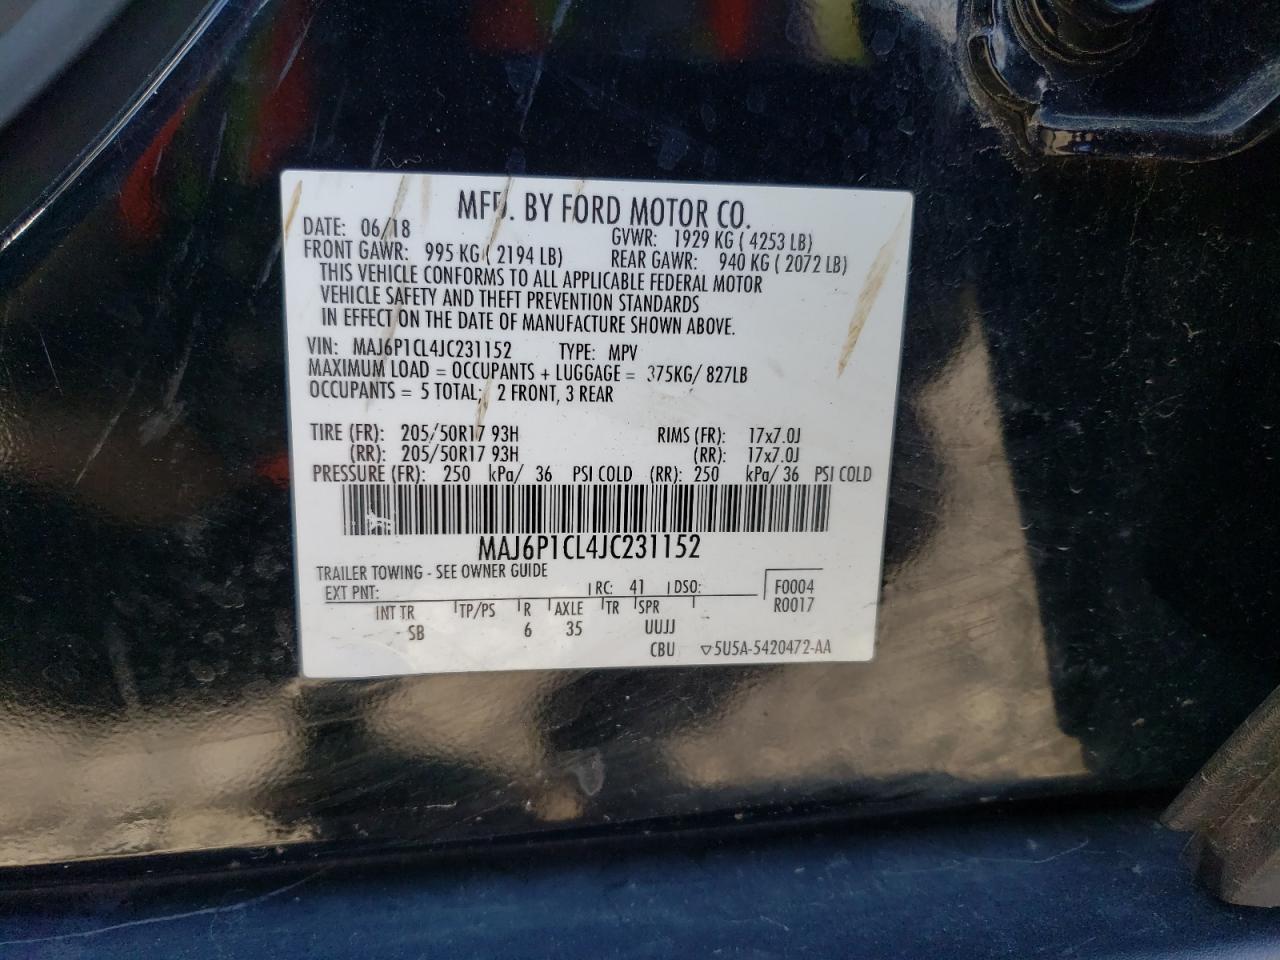 MFD. BY FORD MOTOR CO.
DATE: 06/18 GVWR: 1929 KG ( 4253 LB)
FRONT GAWR: 995 KG ( 2194 LB) REAR GAWR: 940 KG ( 2072 LB)
THIS VEHICLE CONFORMS TO ALL APPLICABLE FEDERAL MOTOR
VEHICLE SAFETY AND THEFT PREVENTION STANDARDS
IN EFFECT ON THE DATE OF MANUFACTURE SHOWN ABOVE.
VIN: MAJ6P1CL4JC231152 TYPE: MPV
MAXIMUM LOAD = OCCUPANTS + LUGGAGE = 375KG/ 827LB
OCCUPANTS = 5 TOTAL; 2 FRONT, 3 REAR
TIRE (FR): 205/50R17 93H RIMS (FR): 17x7.0J
(RR): 205/50R17 93H (RR): 17x7.0J
PRESSURE (FR): 250 kPa/ 36 PSI COLD (RR): 250 kPa/ 36 PSI COLD
MAJ6P1CL4JC231152
TRAILER TOWING - SEE OWNER GUIDE
EXT PNT: RC: 41 DSO: F0004
R0017
INT TR TP/PS R AXLE TR SPR
SB 6 35 UUJJ
CBU ▽5U5A-5420472-AA